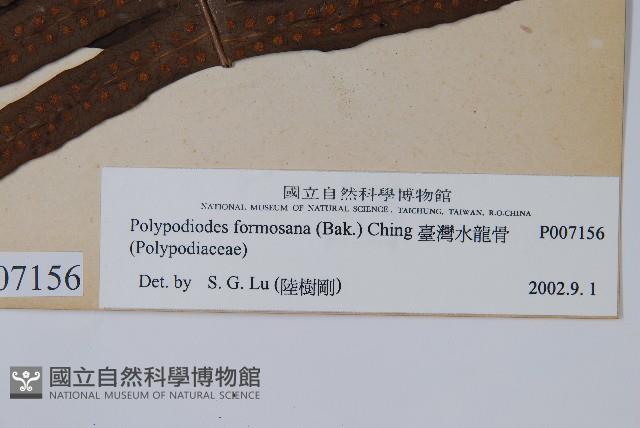 國立自然科學博物館
NATIONAL MUSEUM OF NATURAL SCIENCE, TAICHUNG, TAIWAN, R.O.CHINA
Polypodiodes formosana (Bak.) Ching 臺灣水龍骨 P007156
(Polypodiaceae)
Det. by S. G. Lu (陸樹剛) 2002.9. 1
07156
國立自然科學博物館
NATIONAL MUSEUM OF NATURAL SCIENCE